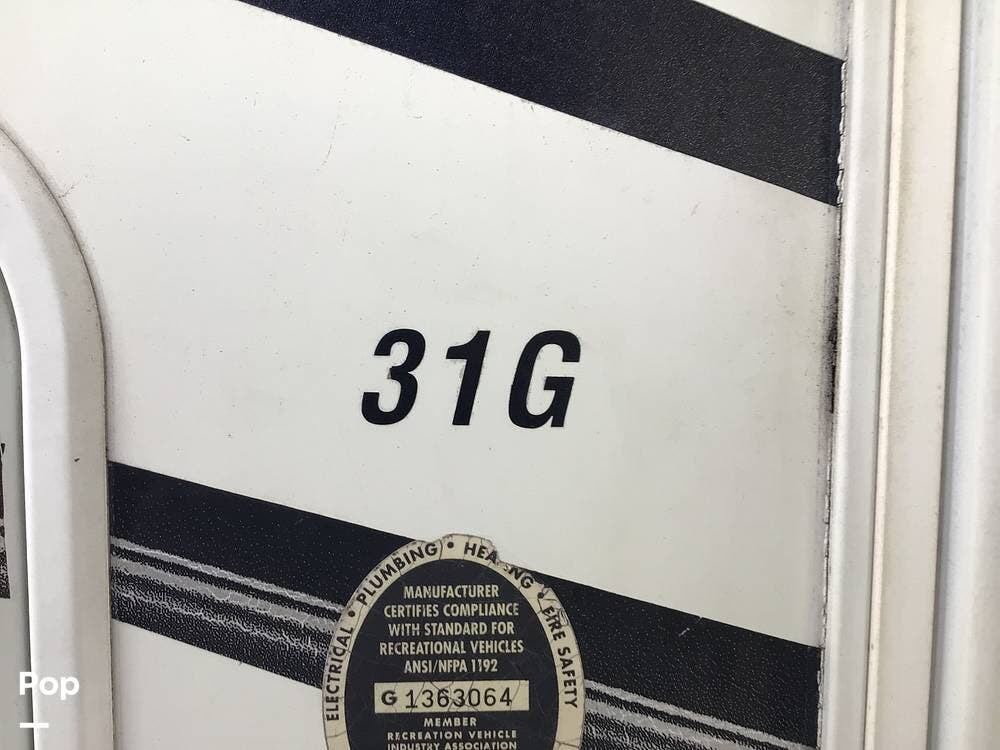 31G
ELECTRICAL • PLUMBING • HEATING • FIRE SAFETY
MANUFACTURER
CERTIFIES COMPLIANCE
WITH STANDARD FOR
RECREATIONAL VEHICLES
ANSI/NFPA 1192
G 1363064
MEMBER
RECREATION VEHICLE
INDUSTRY ASSOCIATION
Pop